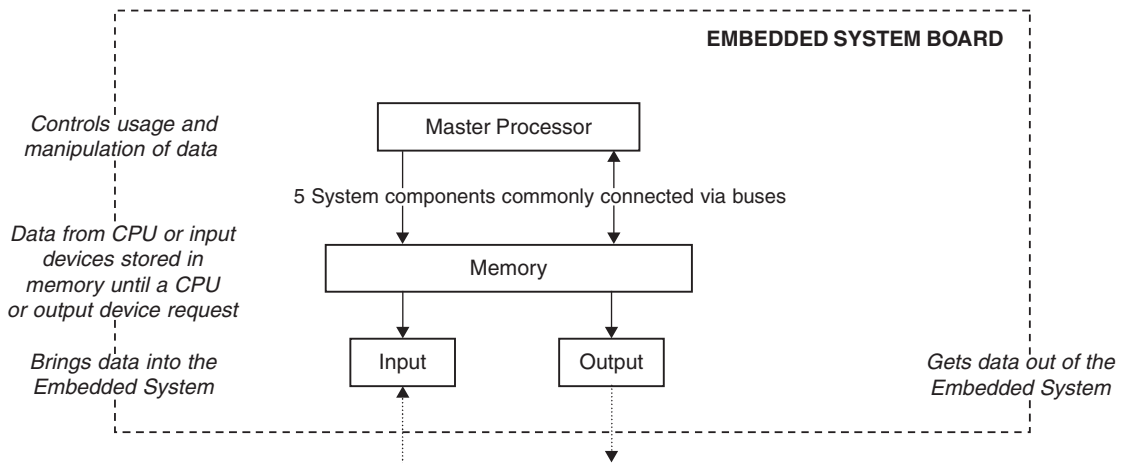 EMBEDDED SYSTEM BOARD
Controls usage and
manipulation of data
Master Processor
5 System components commonly connected via buses
Data from CPU or input
devices stored in
memory until a CPU
or output device request
Memory
Brings data into the
Embedded System
Input
Output
Gets data out of the
Embedded System